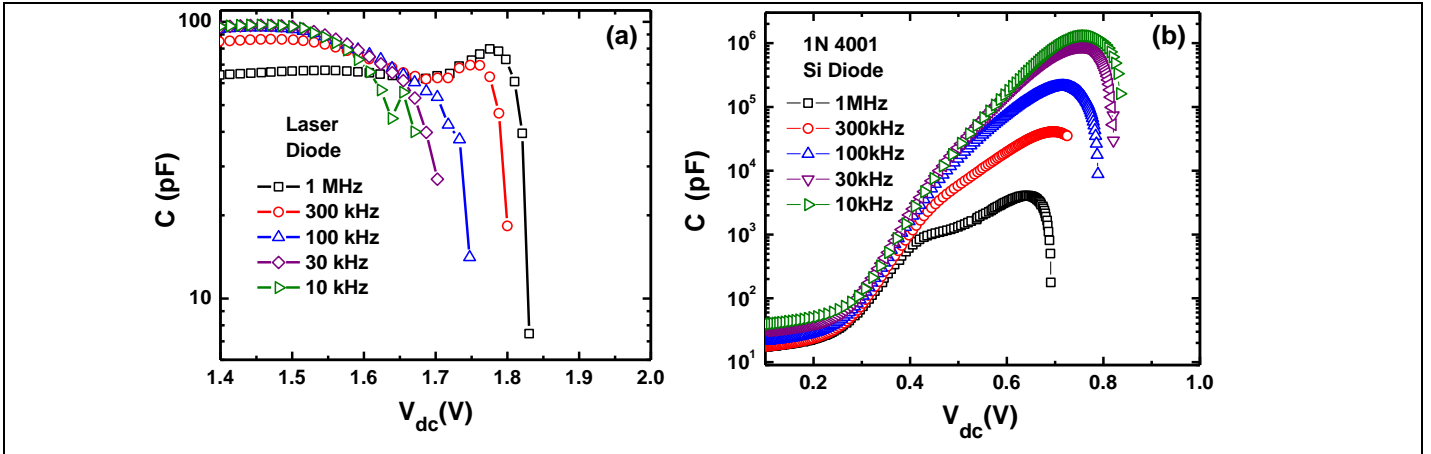 (a)
100
10
C (pF)
Laser
Diode
1 MHz
300 kHz
100 kHz
30 kHz
10 kHz
1.4 1.5 1.6 1.7 1.8 1.9 2.0
V_dc(V)
(b)
10^6
10^5
10^4
10^3
10^2
10^1
C (pF)
1N 4001
Si Diode
1MHz
300kHz
100kHz
30kHz
10kHz
0.2 0.4 0.6 0.8 1.0
V_dc(V)